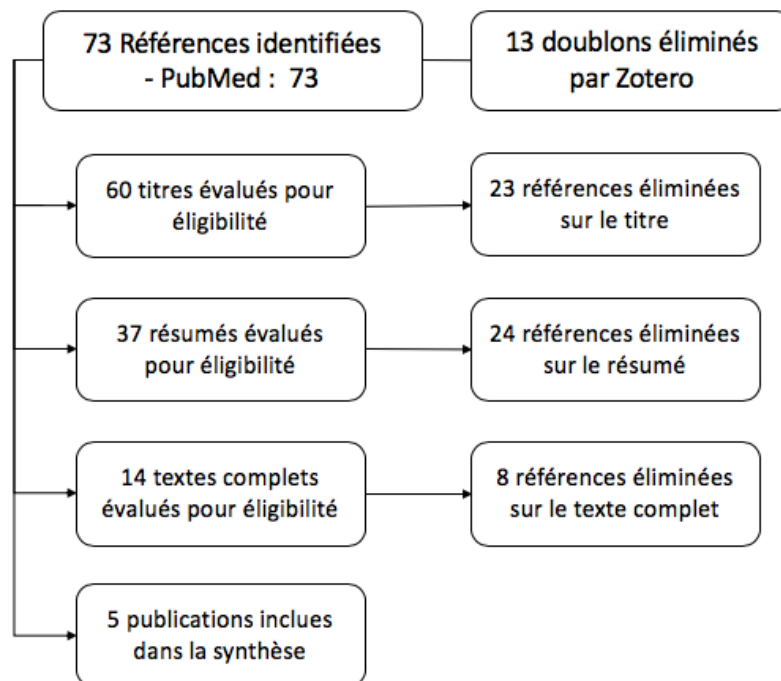 73 Références identifiées
- PubMed : 73
13 doublons éliminés
par Zotero
60 titres évalués pour
éligibilité
23 références éliminées
sur le titre
37 résumés évalués
pour éligibilité
24 références éliminées
sur le résumé
14 textes complets
évalués pour éligibilité
8 références éliminées
sur le texte complet
5 publications inclues
dans la synthèse